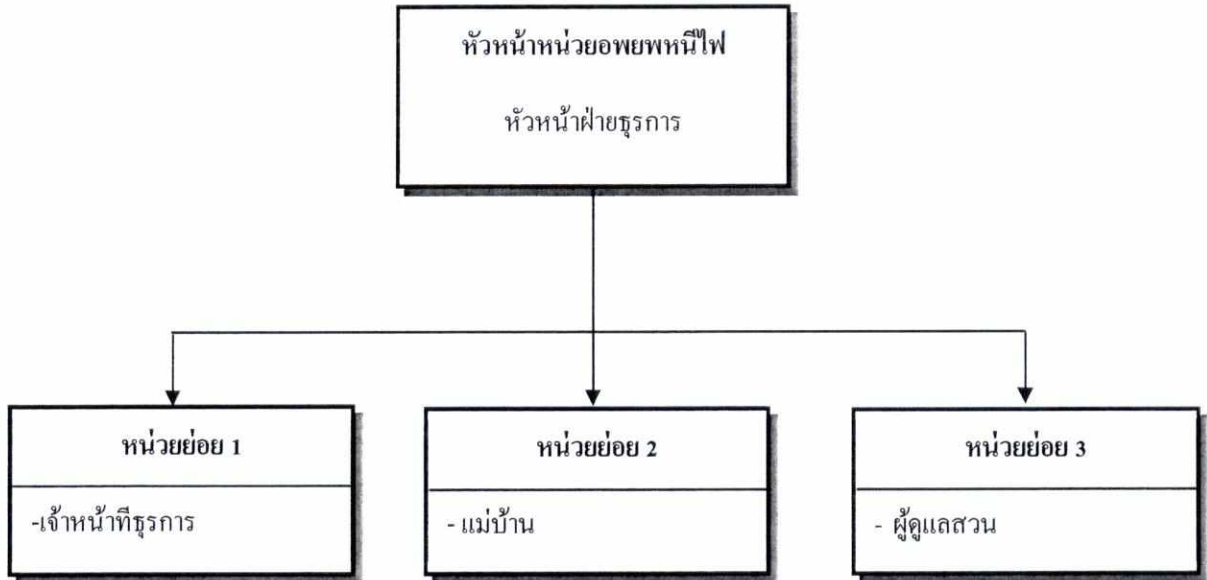 หัวหน้าหน่วยอพยพหนีไฟ
หัวหน้าฝ่ายธุรการ
หน่วยย่อย 1
-เจ้าหน้าที่ธุรการ
หน่วยย่อย 2
- แม่บ้าน
หน่วยย่อย 3
- ผู้ดูแลสวน